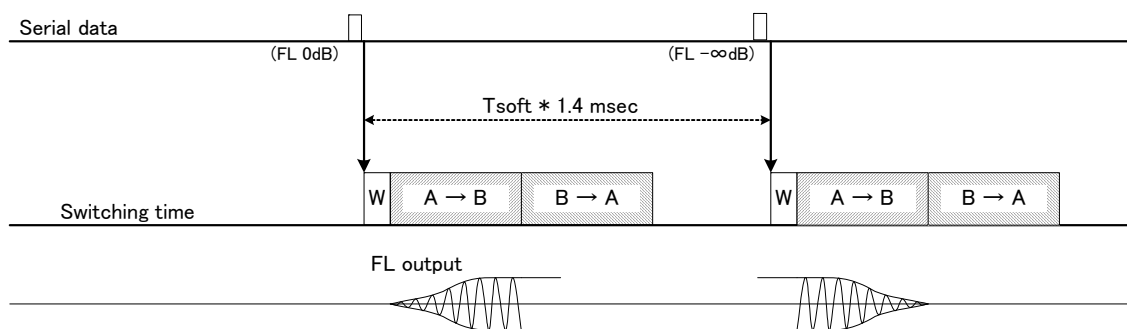 Serial data
(FL 0dB) (FL -∞dB)
Tsoft * 1.4 msec
W A → B B → A W A → B B → A
Switching time
FL output